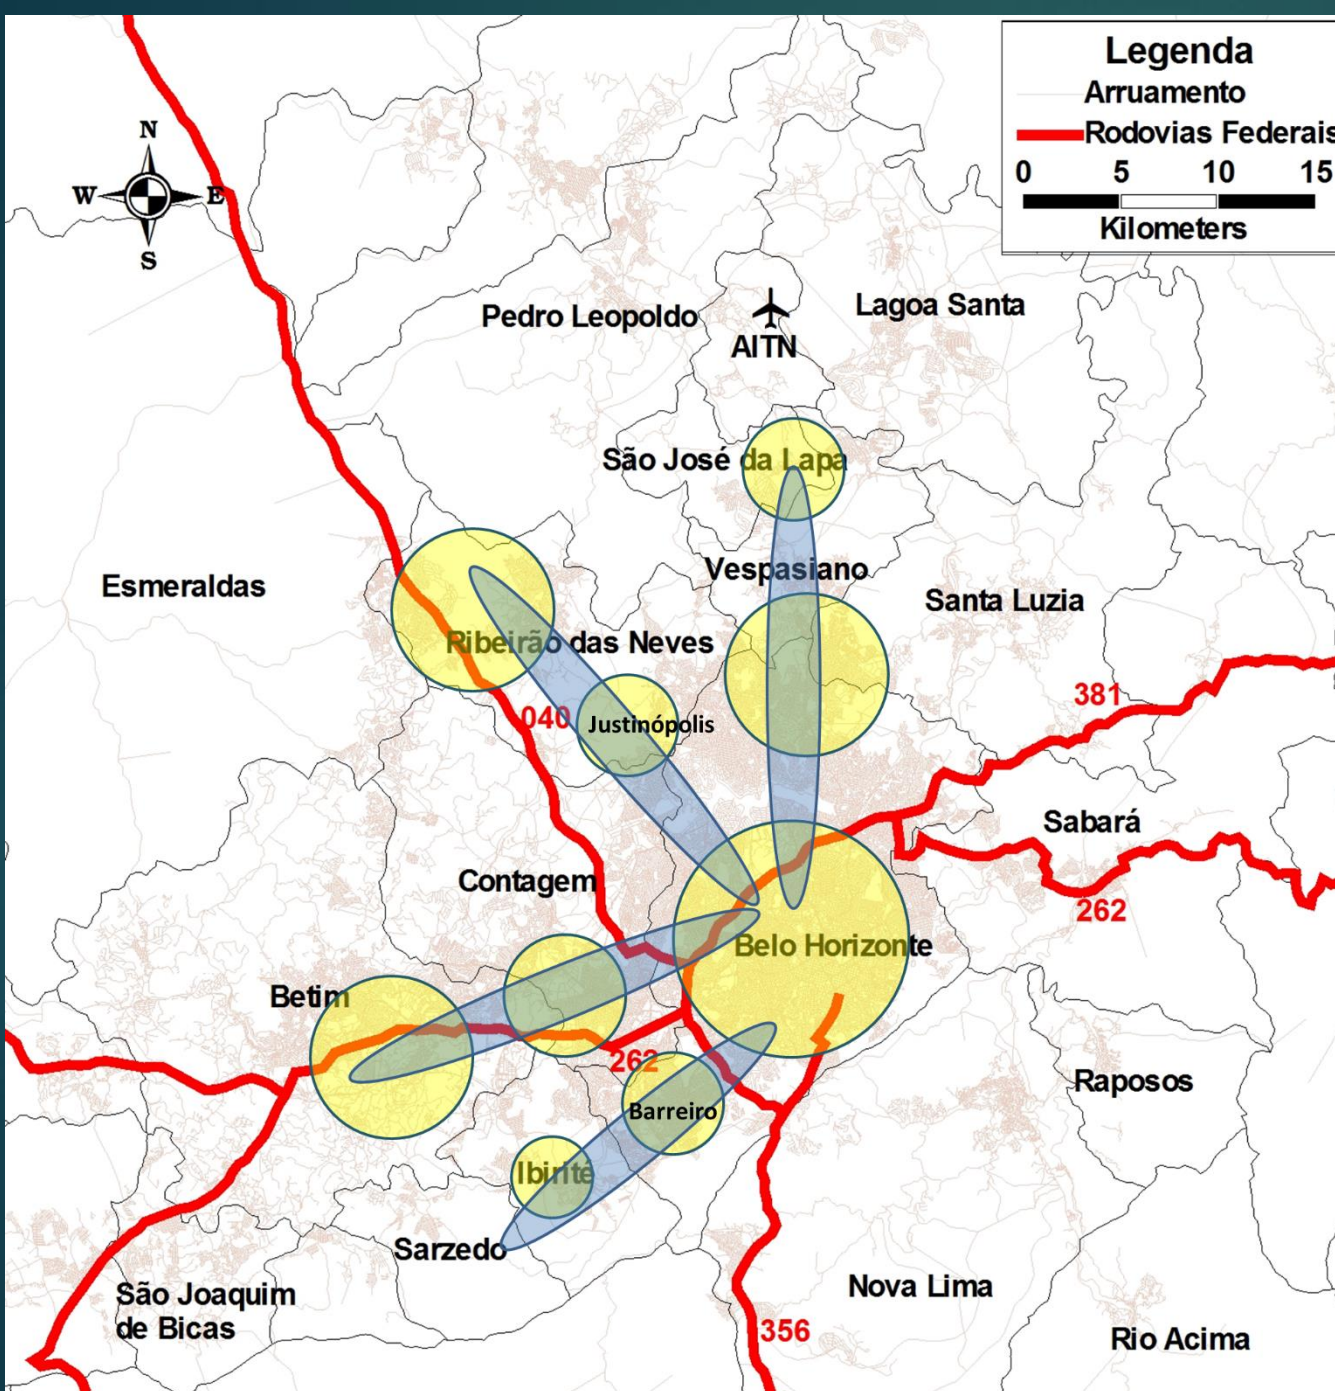 Legenda
Arruamento
Rodovias Federais
0 5 10 15
Kilometers
N
W E
S
Pedro Leopoldo
Lagoa Santa
AITN
São José da Lapa
Vespasiano
Esmeraldas
Santa Luzia
Ribeirão das Neves
381
040
Justinópolis
Sabará
Contagem
262
Belo Horizonte
Betim
262
Raposos
Barreiro
Ibirité
Sarzedo
São Joaquim
de Bicas
Nova Lima
356
Rio Acima